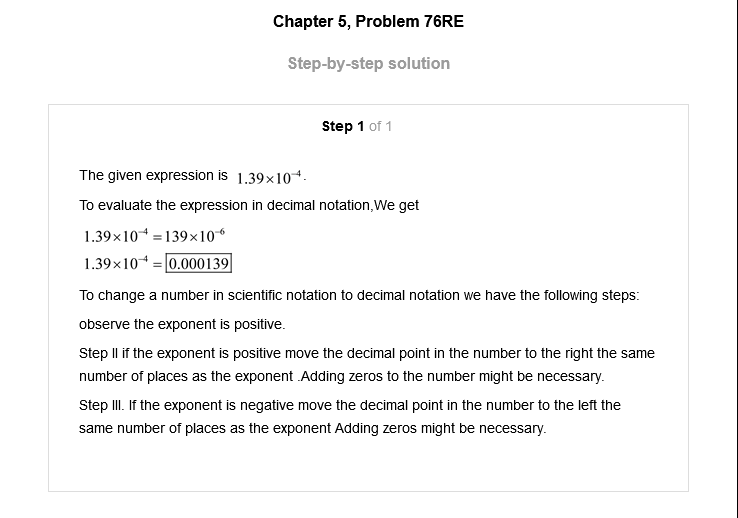 Chapter 5, Problem 76RE
Step-by-step solution
Step 1 of 1
The given expression is 1.39×10⁻⁴.
To evaluate the expression in decimal notation,We get
1.39×10⁻⁴ =139×10⁻⁶
1.39×10⁻⁴ = 0.000139
To change a number in scientific notation to decimal notation we have the following steps:
observe the exponent is positive.
Step II if the exponent is positive move the decimal point in the number to the right the same
number of places as the exponent .Adding zeros to the number might be necessary.
Step III. If the exponent is negative move the decimal point in the number to the left the
same number of places as the exponent Adding zeros might be necessary.